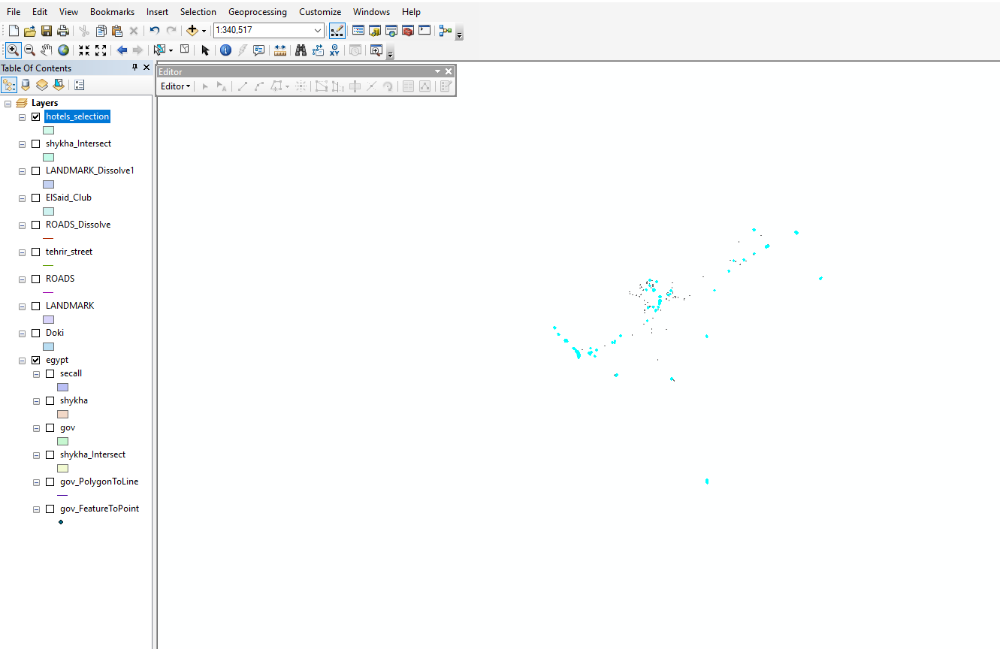 File Edit View Bookmarks Insert Selection Geoprocessing Customize Windows Help
1:340,517
XY
Table Of Contents
Editor
Editor
Layers
hotels_selection
shykha_Intersect
LANDMARK_Dissolve1
ElSaid_Club
ROADS_Dissolve
tehrir_street
ROADS
LANDMARK
Doki
egypt
secall
shykha
gov
shykha_Intersect
gov_PolygonToLine
gov_FeatureToPoint